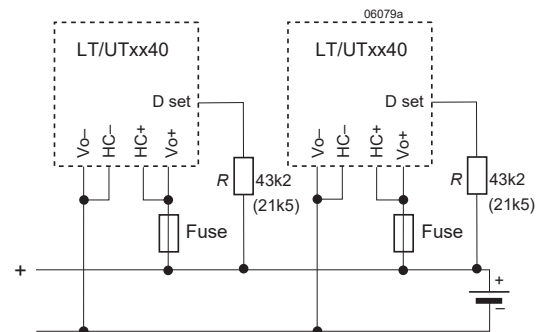 06079a
LT/UTxx40
LT/UTxx40
D set
D set
Vo–
HC–
HC+
Vo+
Vo–
HC–
HC+
Vo+
R
43k2
(21k5)
R
43k2
(21k5)
Fuse
Fuse
+
+
–